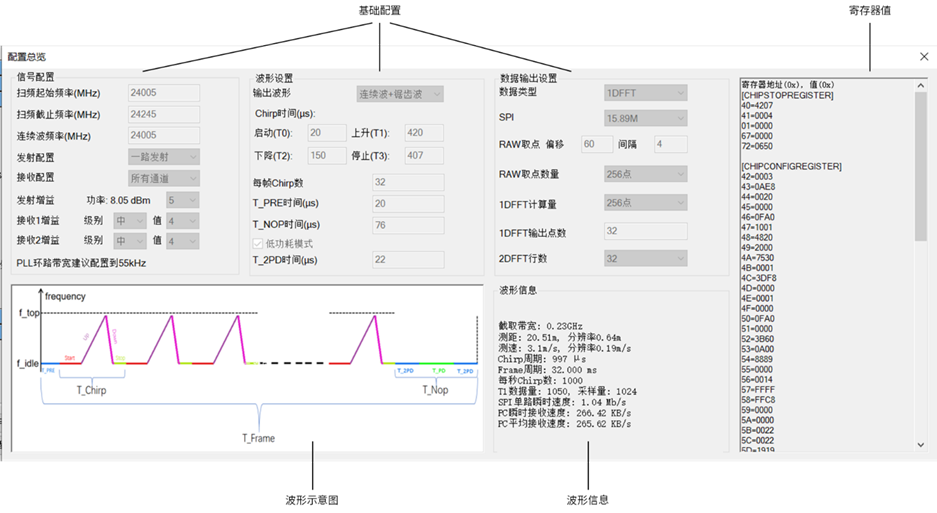 基础配置
寄存器值
配置总览
信号配置
扫频起始频率(MHz) 24005
扫频截止频率(MHz) 24245
连续波频率(MHz) 24005
发射配置 一路发射
接收配置 所有通道
发射增益 功率: 8.05 dBm 5
接收1增益 级别 中 值 4
接收2增益 级别 中 值 4
PLL环路带宽建议配置到55kHz
波形设置
输出波形 连续波+锯齿波
Chirp时间(μs):
启动(T0): 20 上升(T1): 420
下降(T2): 150 停止(T3): 407
每帧Chirp数 32
T_PRE时间(μs) 20
T_NOP时间(μs) 76
低功耗模式
T_2PD时间(μs) 22
数据输出设置
数据类型 1DFFT
SPI 15.89M
RAW取点 偏移 60 间隔 4
RAW取点数量 256点
1DFFT计算量 256点
1DFFT输出点数 32
2DFFT行数 32
寄存器地址(0x), 值(0x)
[CHIPSTOPREGISTER]
40=4207
41=0004
01=0000
67=0000
72=0650
[CHIPCONFIGREGISTER]
42=0003
43=0AE8
44=0020
45=0000
46=0FA0
47=1001
48=4820
49=2000
4A=7530
4B=0001
4C=3DF8
4D=0000
4E=0001
4F=0000
50=0FA0
51=0000
52=3B60
53=0A00
54=8889
55=0000
56=0014
57=FFFF
58=FFC8
59=0000
5A=0000
5B=0022
5C=0022
5D=1919
frequency
f_top
f_idle
T_PRE
Start
Up
Down
Stop
T_2PD
T_PD
T_2PD
T_Chirp
T_Nop
T_Frame
波形信息
截取带宽: 0.23GHz
测距: 20.51m, 分辨率0.64m
测速: 3.1m/s, 分辨率0.19m/s
Chirp周期: 997 μs
Frame周期: 32.000 ms
每秒Chirp数: 1000
T1数据量: 1050, 采样量: 1024
SPI单路瞬时速度: 1.04 Mb/s
PC瞬时接收速度: 266.42 KB/s
PC平均接收速度: 265.62 KB/s
波形示意图
波形信息